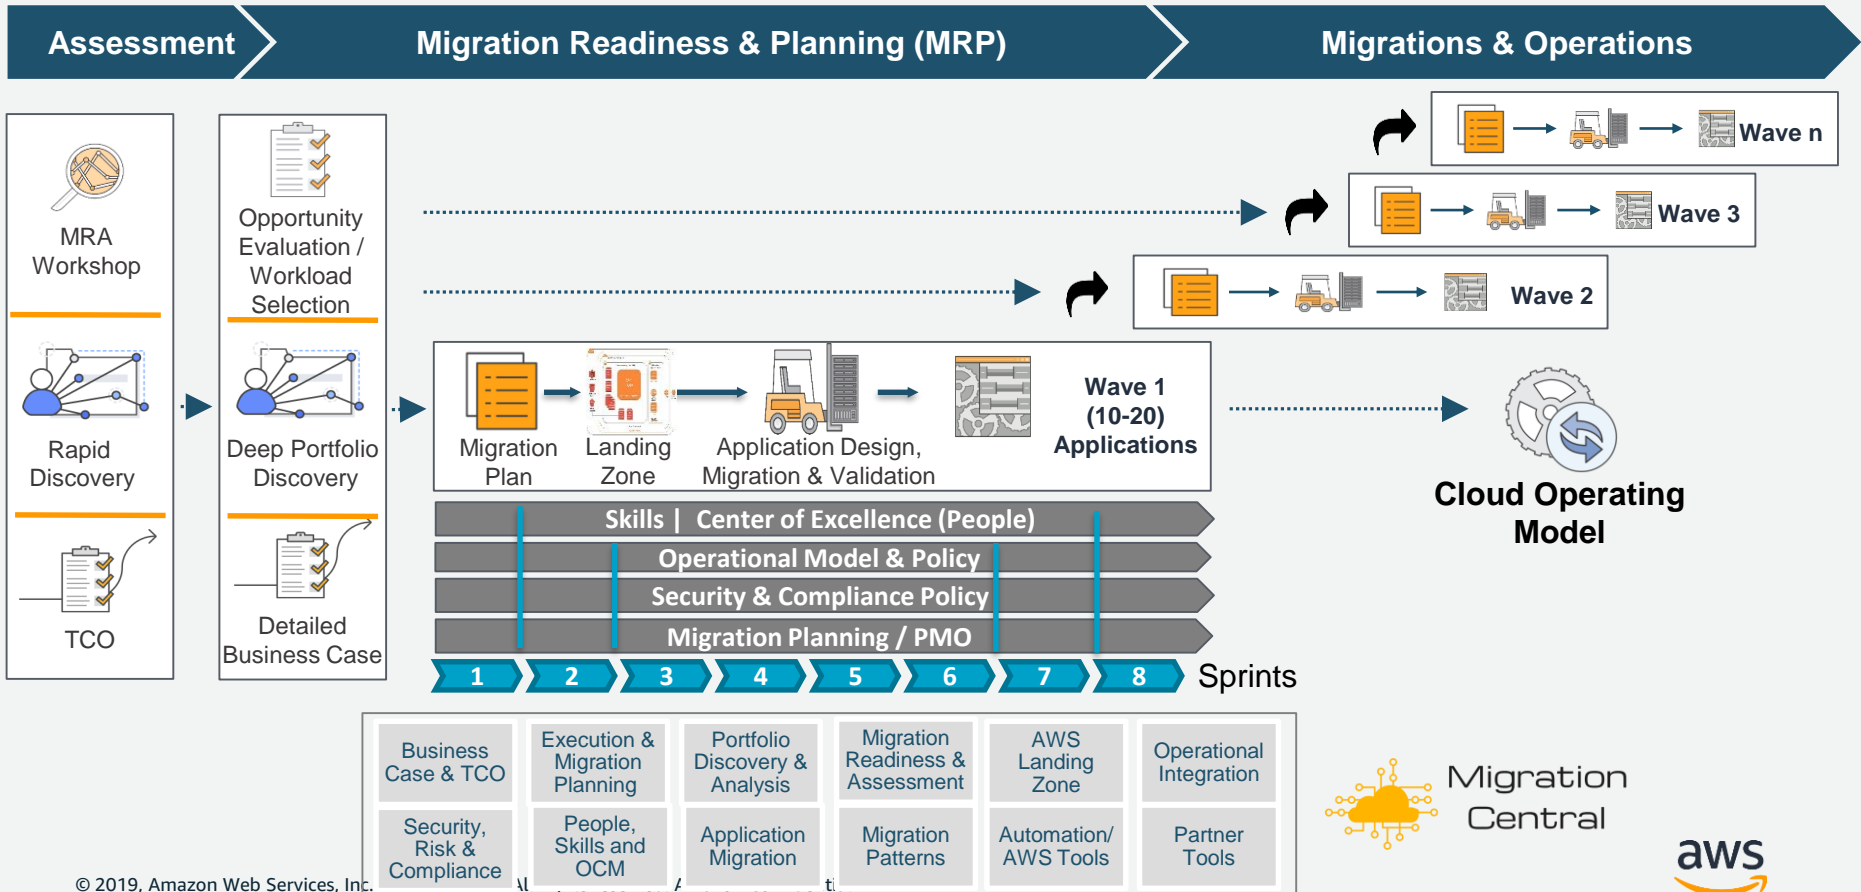 Assessment
Migration Readiness & Planning (MRP)
Migrations & Operations
MRA
Workshop
Rapid
Discovery
TCO
Opportunity
Evaluation /
Workload
Selection
Deep Portfolio
Discovery
Detailed
Business Case
Wave n
Wave 3
Wave 2
Migration
Plan
Landing
Zone
Application Design,
Migration & Validation
Wave 1
(10-20)
Applications
Cloud Operating
Model
Skills | Center of Excellence (People)
Operational Model & Policy
Security & Compliance Policy
Migration Planning / PMO
1 2 3 4 5 6 7 8 Sprints
Business
Case & TCO
Execution &
Migration
Planning
Portfolio
Discovery &
Analysis
Migration
Readiness &
Assessment
AWS
Landing
Zone
Operational
Integration
Security,
Risk &
Compliance
People,
Skills and
OCM
Application
Migration
Migration
Patterns
Automation/
AWS Tools
Partner
Tools
Migration
Central
aws
© 2019, Amazon Web Services, Inc.